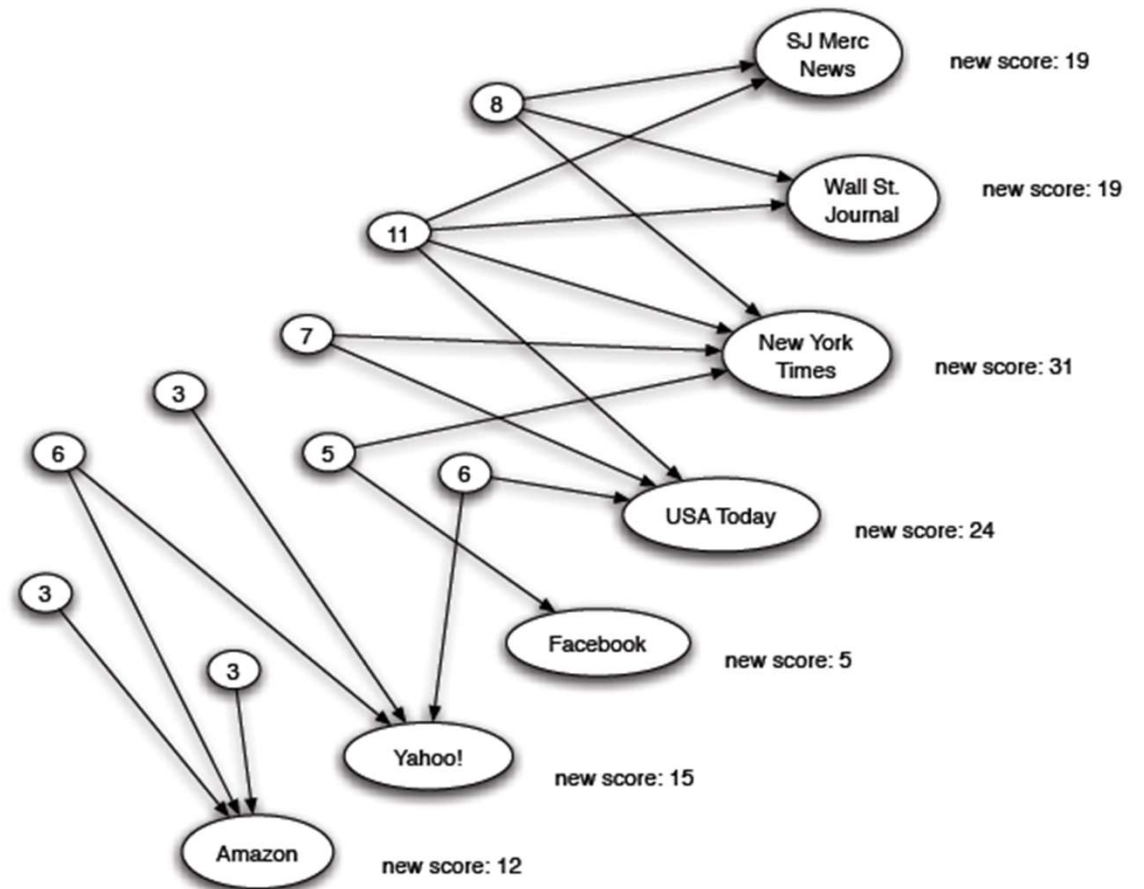 SJ Merc
News
new score: 19
8
Wall St.
Journal
new score: 19
11
7
New York
Times
new score: 31
3
6
5
6
USA Today
new score: 24
3
Facebook
new score: 5
3
Yahoo!
new score: 15
Amazon
new score: 12